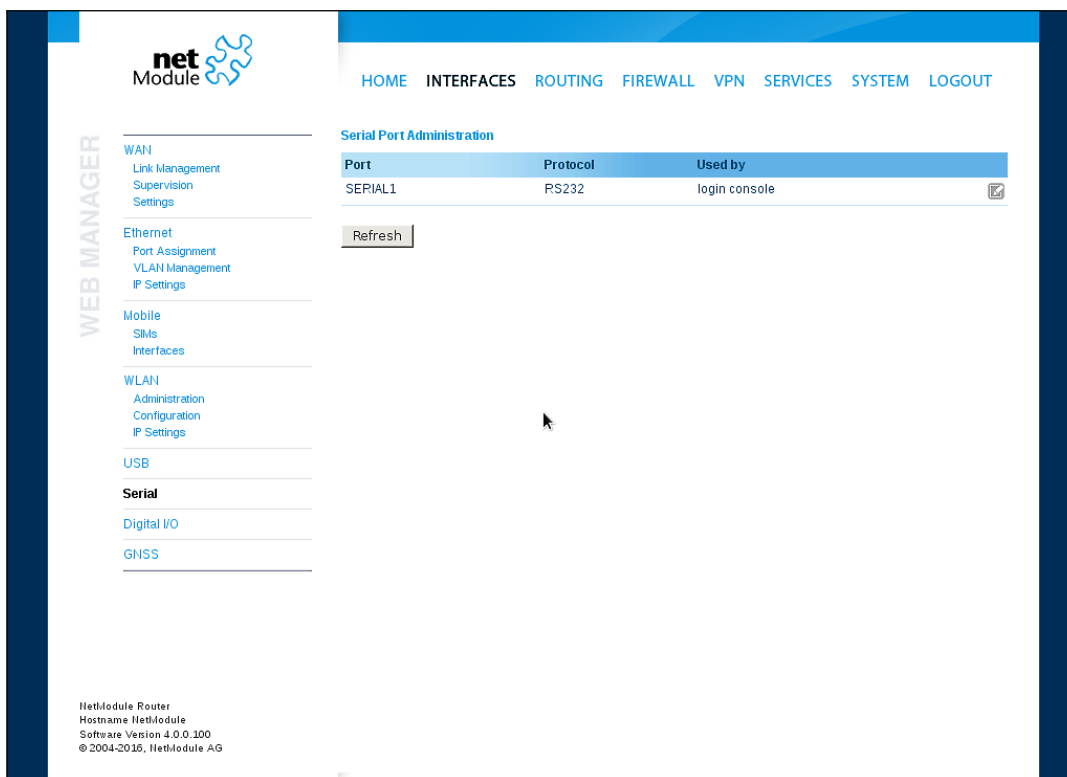 net
Module
HOME INTERFACES ROUTING FIREWALL VPN SERVICES SYSTEM LOGOUT
WEB MANAGER
WAN
Link Management
Supervision
Settings
Ethernet
Port Assignment
VLAN Management
IP Settings
Mobile
SIMs
Interfaces
WLAN
Administration
Configuration
IP Settings
USB
Serial
Digital I/O
GNSS
Serial Port Administration
Port Protocol Used by
SERIAL1 RS232 login console
Refresh
NetModule Router
Hostname NetModule
Software Version 4.0.0.100
© 2004-2016, NetModule AG